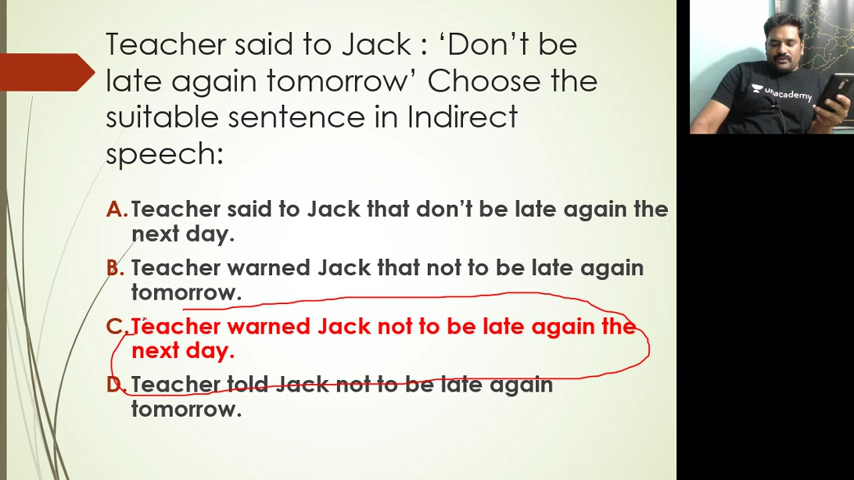 Teacher said to Jack : ‘Don’t be
late again tomorrow’ Choose the
suitable sentence in Indirect
speech:
A. Teacher said to Jack that don’t be late again the
next day.
B. Teacher warned Jack that not to be late again
tomorrow.
C. Teacher warned Jack not to be late again the
next day.
D. Teacher told Jack not to be late again
tomorrow.
unacademy